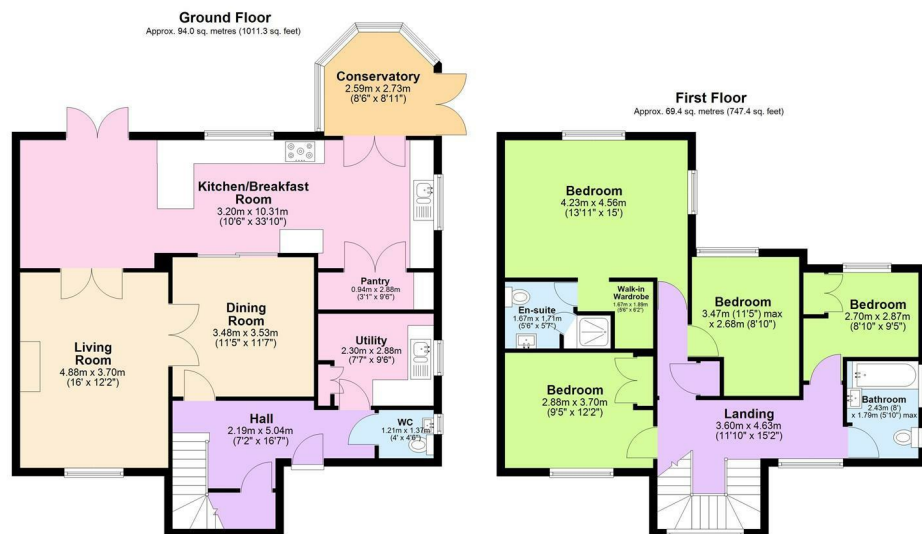 Ground Floor
Approx. 94.0 sq. metres (1011.3 sq. feet)
Conservatory
2.59m x 2.73m
(8'6" x 8'11")
Kitchen/Breakfast
Room
3.20m x 10.31m
(10'6" x 33'10")
Pantry
0.94m x 2.88m
(3'1" x 9'6")
Dining
Room
3.48m x 3.53m
(11'5" x 11'7")
Living
Room
4.88m x 3.70m
(16' x 12'2")
Utility
2.30m x 2.88m
(7'7" x 9'6")
Hall
2.19m x 5.04m
(7'2" x 16'7")
WC
1.21m x 1.37m
(4' x 4'6")
First Floor
Approx. 69.4 sq. metres (747.4 sq. feet)
Bedroom
4.23m x 4.56m
(13'11" x 15')
En-suite
1.67m x 1.71m
(5'6" x 5'7")
Walk-in
Wardrobe
1.67m x 1.89m
(5'6" x 6'2")
Bedroom
3.47m (11'5") max
x 2.68m (8'10")
Bedroom
2.70m x 2.87m
(8'10" x 9'5")
Bedroom
2.88m x 3.70m
(9'5" x 12'2")
Landing
3.60m x 4.63m
(11'10" x 15'2")
Bathroom
2.43m (8')
x 1.79m (5'10") max